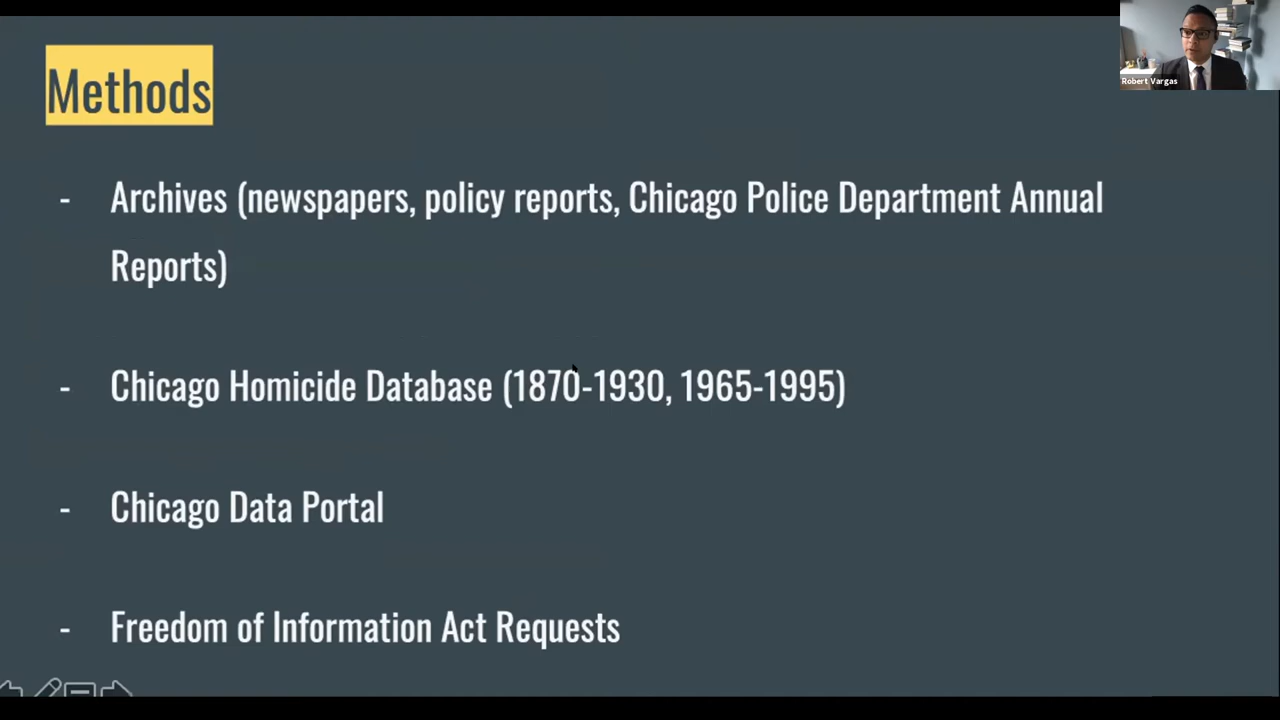 Methods
Robert Vargas
- Archives (newspapers, policy reports, Chicago Police Department Annual
Reports)
- Chicago Homicide Database (1870-1930, 1965-1995)
- Chicago Data Portal
- Freedom of Information Act Requests